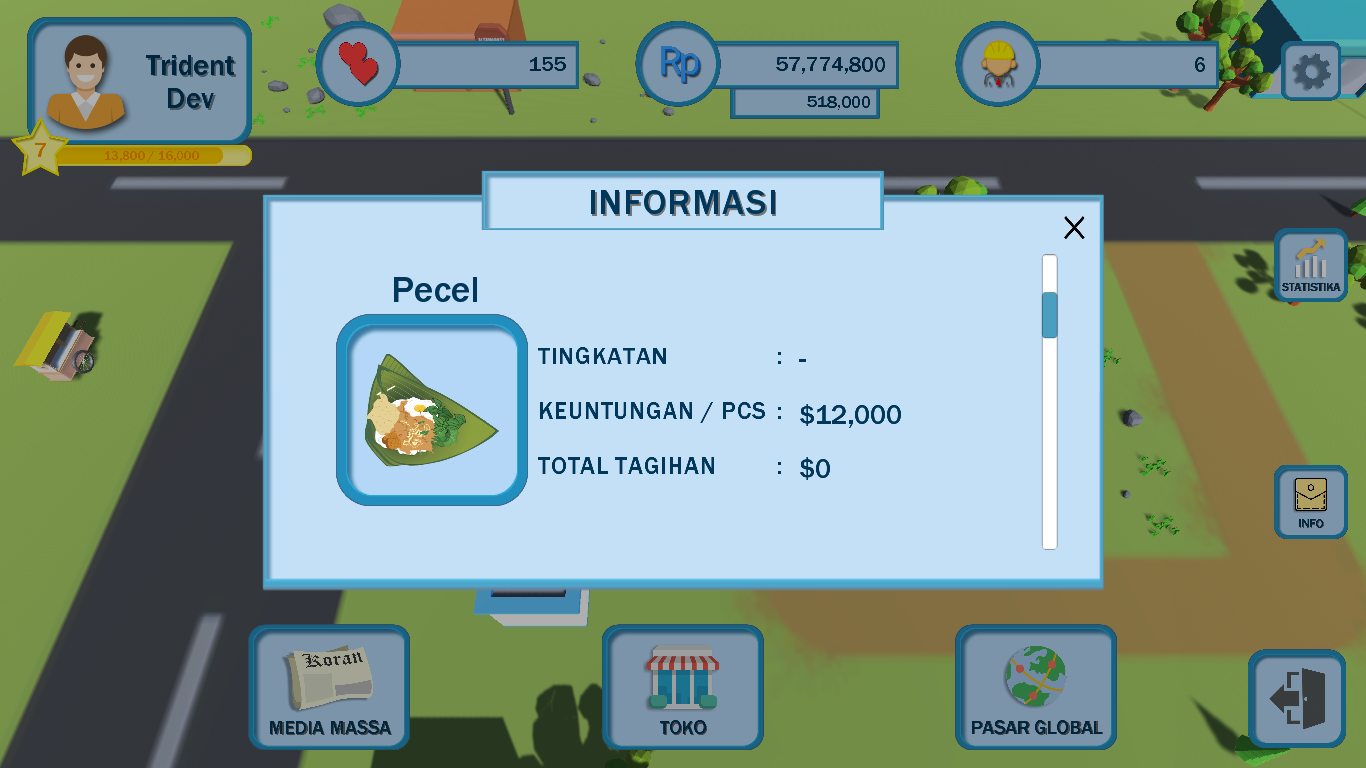 Trident
Dev
7
13,800 / 16,000
155
Rp
57,774,800
518,000
6
INFORMASI
X
Pecel
TINGKATAN : -
KEUNTUNGAN / PCS : $12,000
TOTAL TAGIHAN : $0
STATISTIKA
INFO
Koran
MEDIA MASSA
TOKO
PASAR GLOBAL